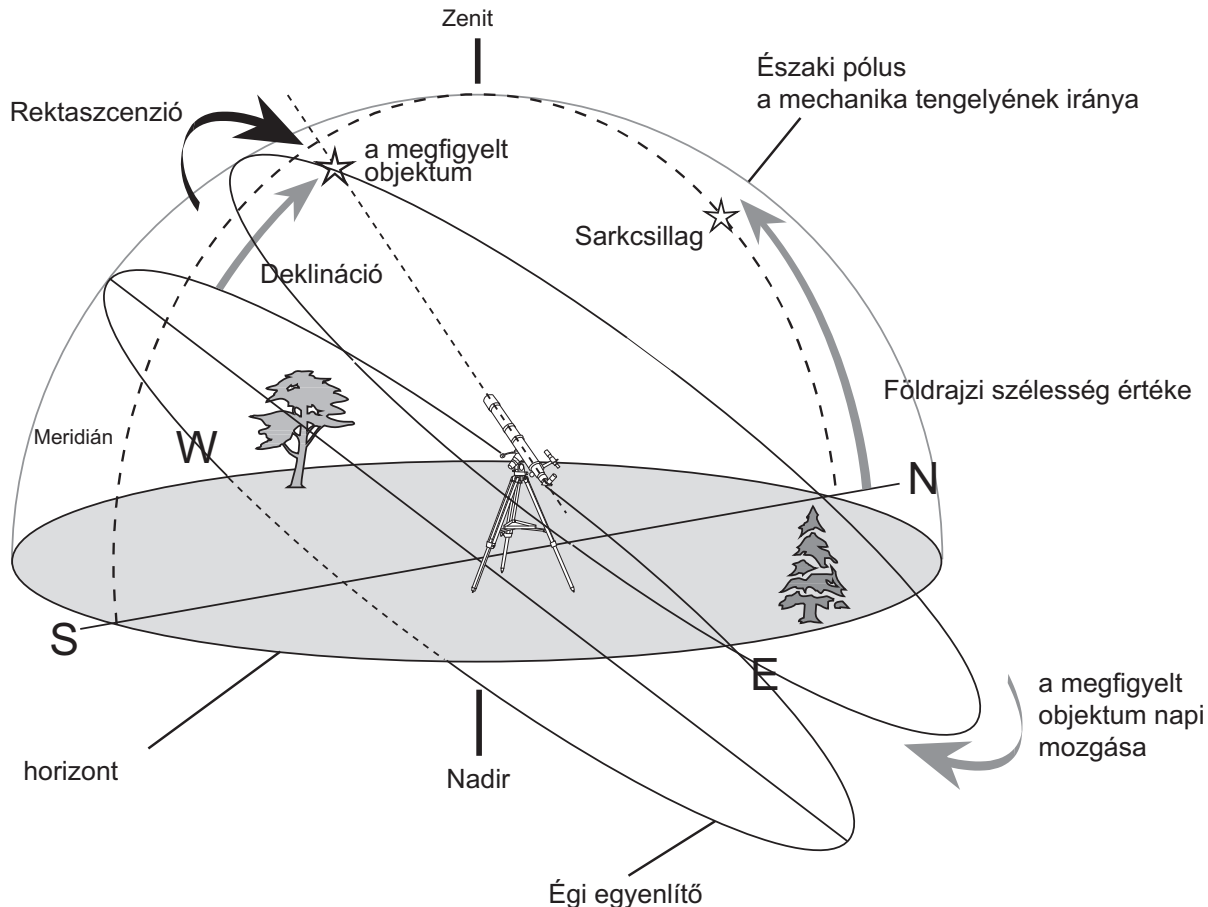 Zenit
Északi pólus
a mechanika tengelyének iránya
Rektaszcenzió
a megfigyelt
objektum
Sarkcsillag
Deklináció
Földrajzi szélesség értéke
Meridián
W
N
S
E
a megfigyelt
objektum napi
mozgása
horizont
Nadir
Égi egyenlítő